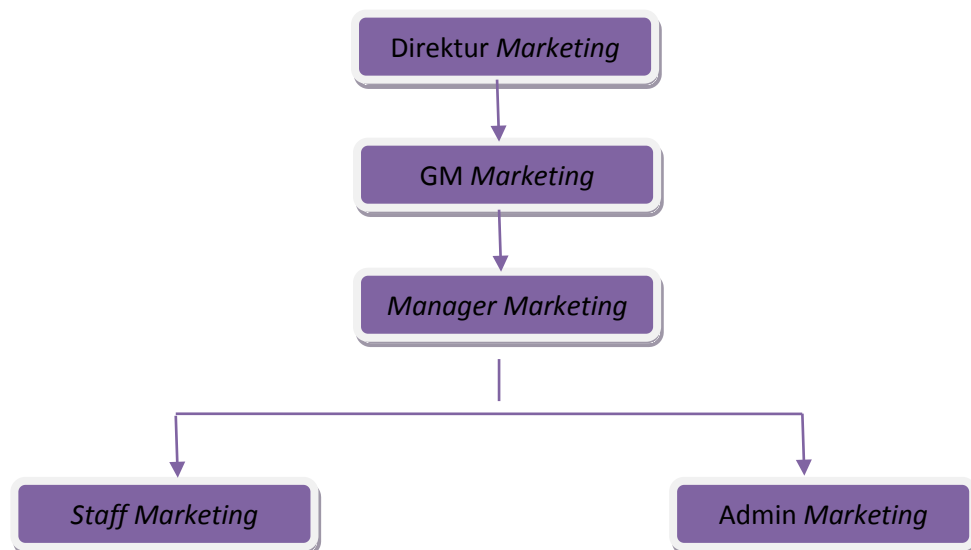 Direktur Marketing
GM Marketing
Manager Marketing
Staff Marketing
Admin Marketing